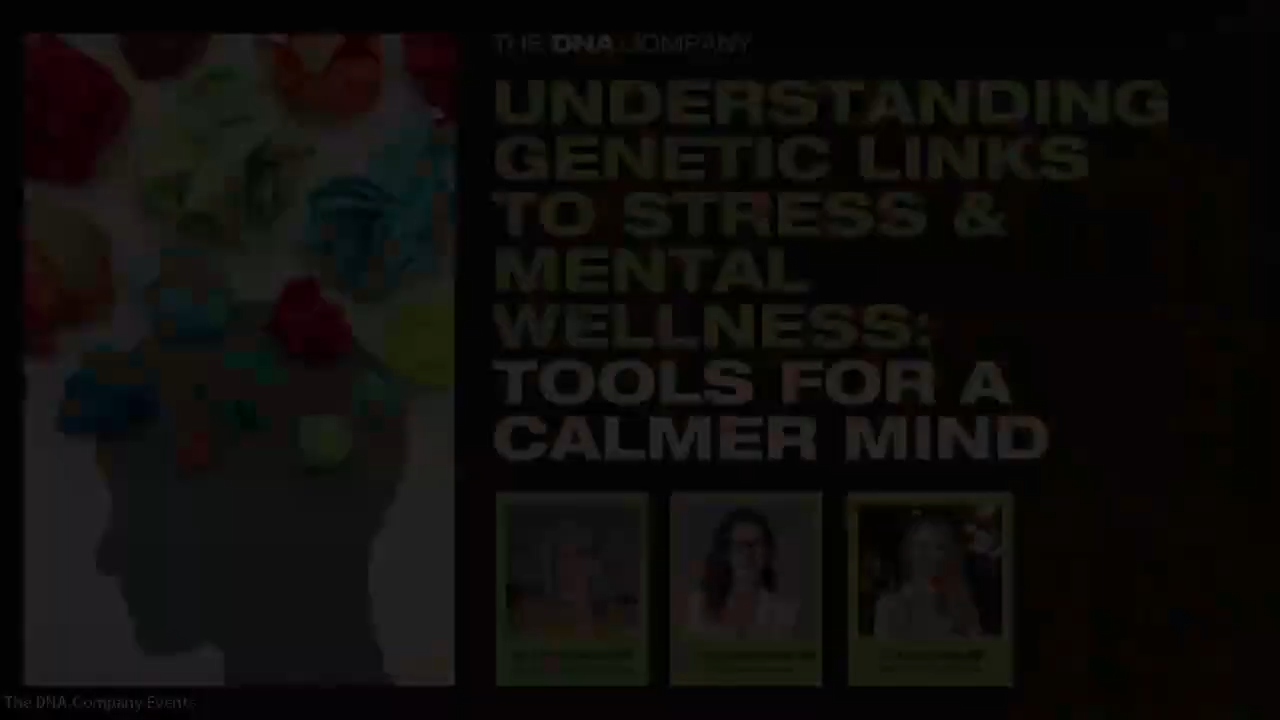 THE DNA COMPANY
UNDERSTANDING
GENETIC LINKS
TO STRESS &
MENTAL
WELLNESS:
TOOLS FOR A
CALMER MIND
The DNA Company Events